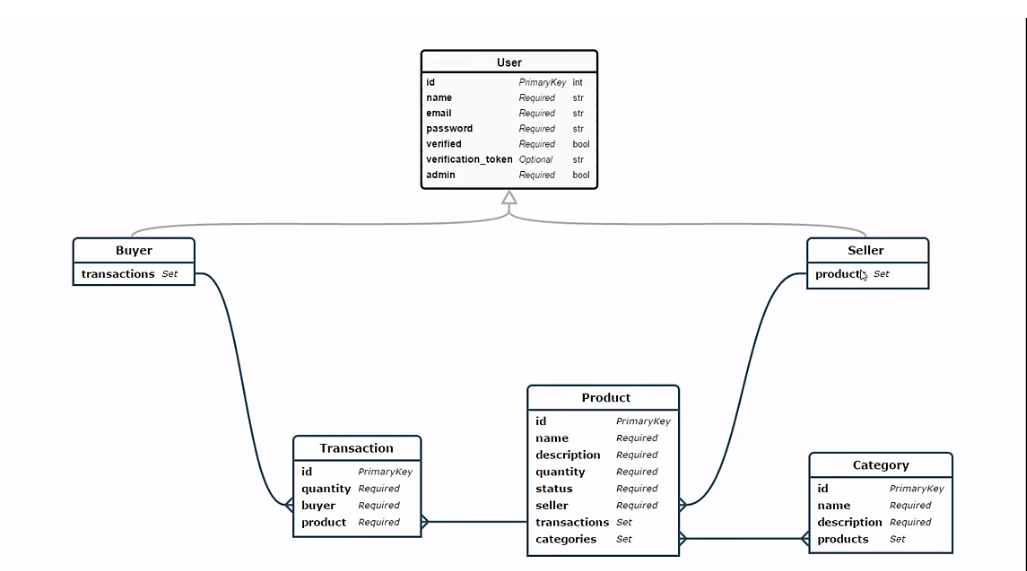 User
id PrimaryKey int
name Required str
email Required str
password Required str
verified Required bool
verification_token Optional str
admin Required bool
Buyer
transactions Set
Seller
products Set
Transaction
id PrimaryKey
quantity Required
buyer Required
product Required
Product
id PrimaryKey
name Required
description Required
quantity Required
status Required
seller Required
transactions Set
categories Set
Category
id PrimaryKey
name Required
description Required
products Set